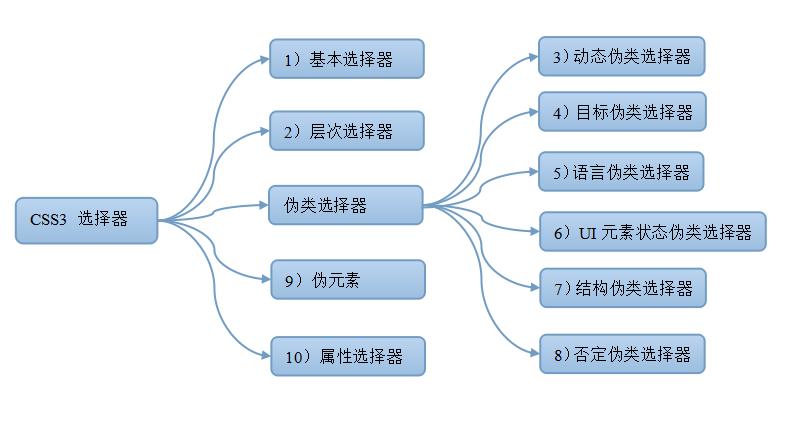 CSS3 选择器
1）基本选择器
2）层次选择器
伪类选择器
3）动态伪类选择器
4）目标伪类选择器
5）语言伪类选择器
6）UI 元素状态伪类选择器
7）结构伪类选择器
8）否定伪类选择器
9）伪元素
10）属性选择器